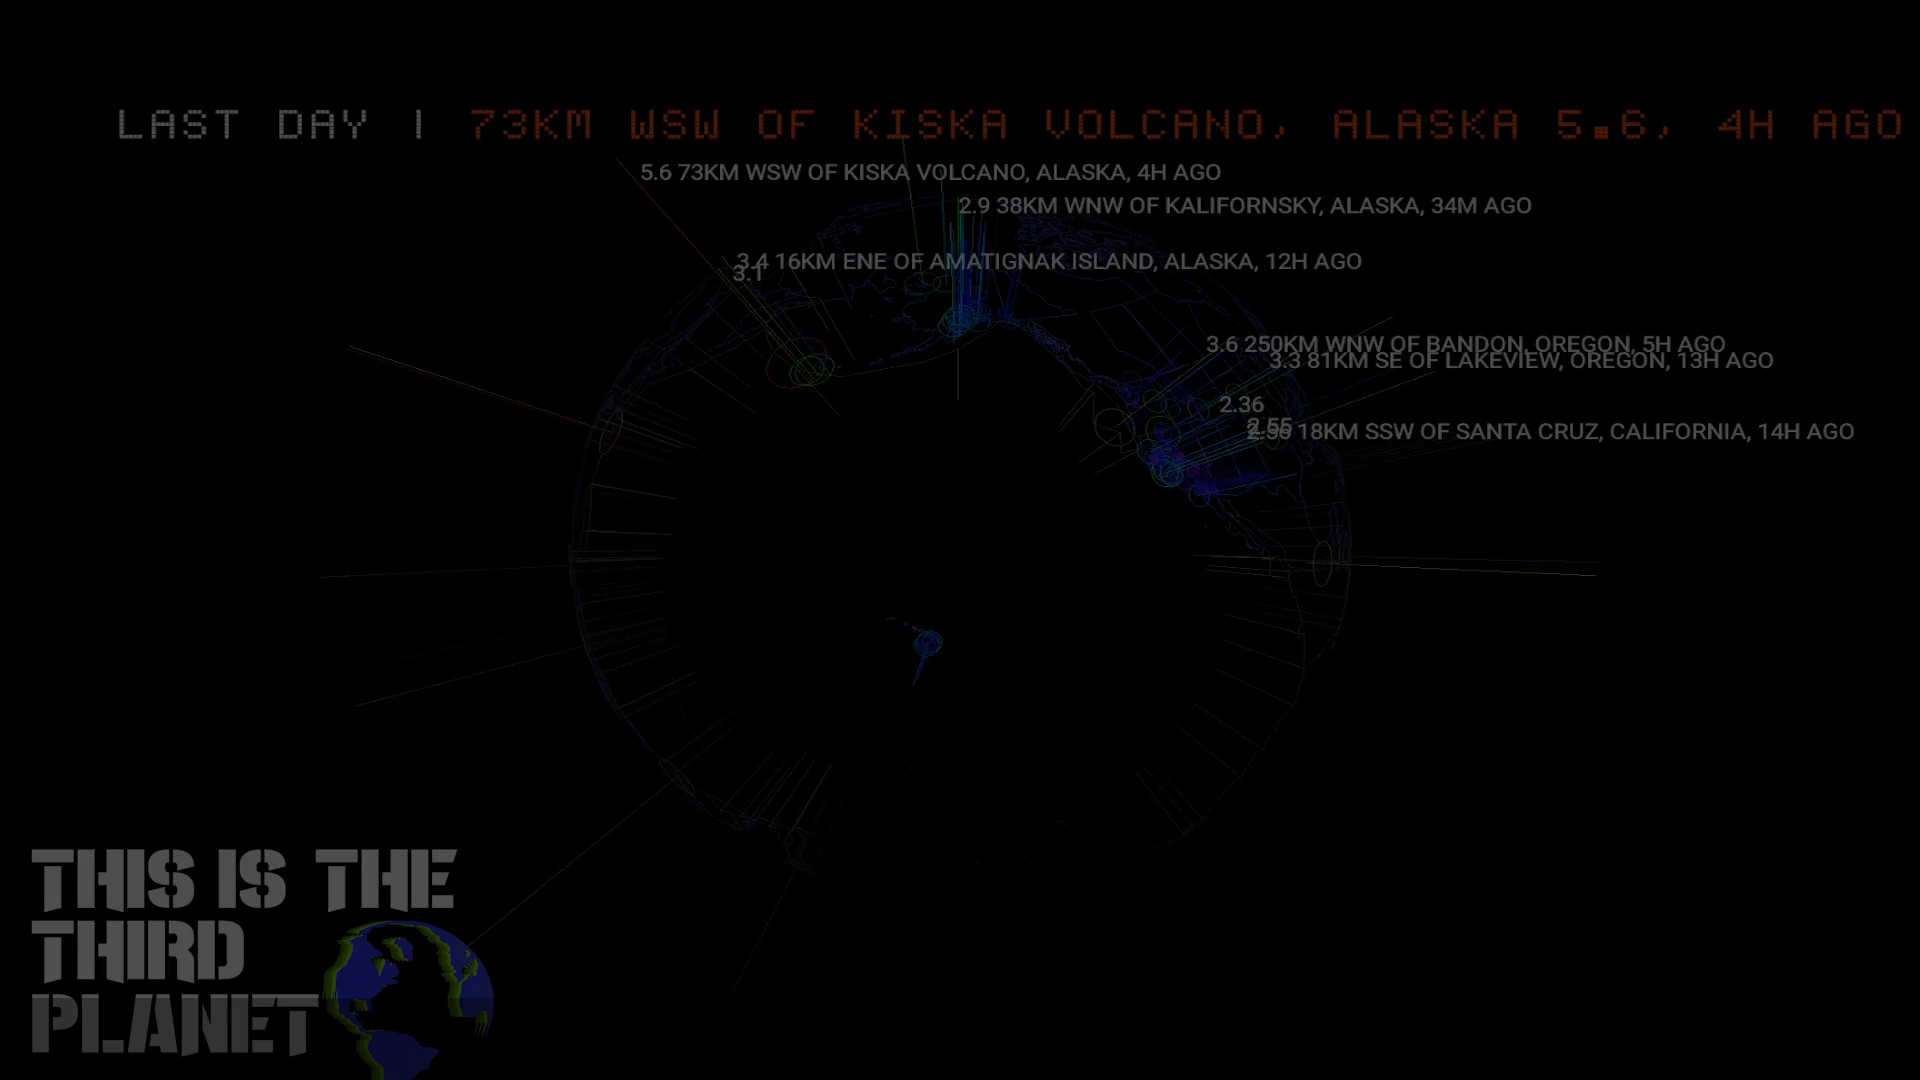 LAST DAY | 73KM WSW OF KISKA VOLCANO, ALASKA 5.6, 4H AGO
5.6 73KM WSW OF KISKA VOLCANO, ALASKA, 4H AGO
2.9 38KM WNW OF KALIFORNSKY, ALASKA, 34M AGO
3.4 16KM ENE OF AMATIGNAK ISLAND, ALASKA, 12H AGO
3.1
3.6 250KM WNW OF BANDON, OREGON, 5H AGO
3.3 81KM SE OF LAKEVIEW, OREGON, 13H AGO
2.36
2.55
18KM SSW OF SANTA CRUZ, CALIFORNIA, 14H AGO
THIS IS THE
THIRD
PLANET